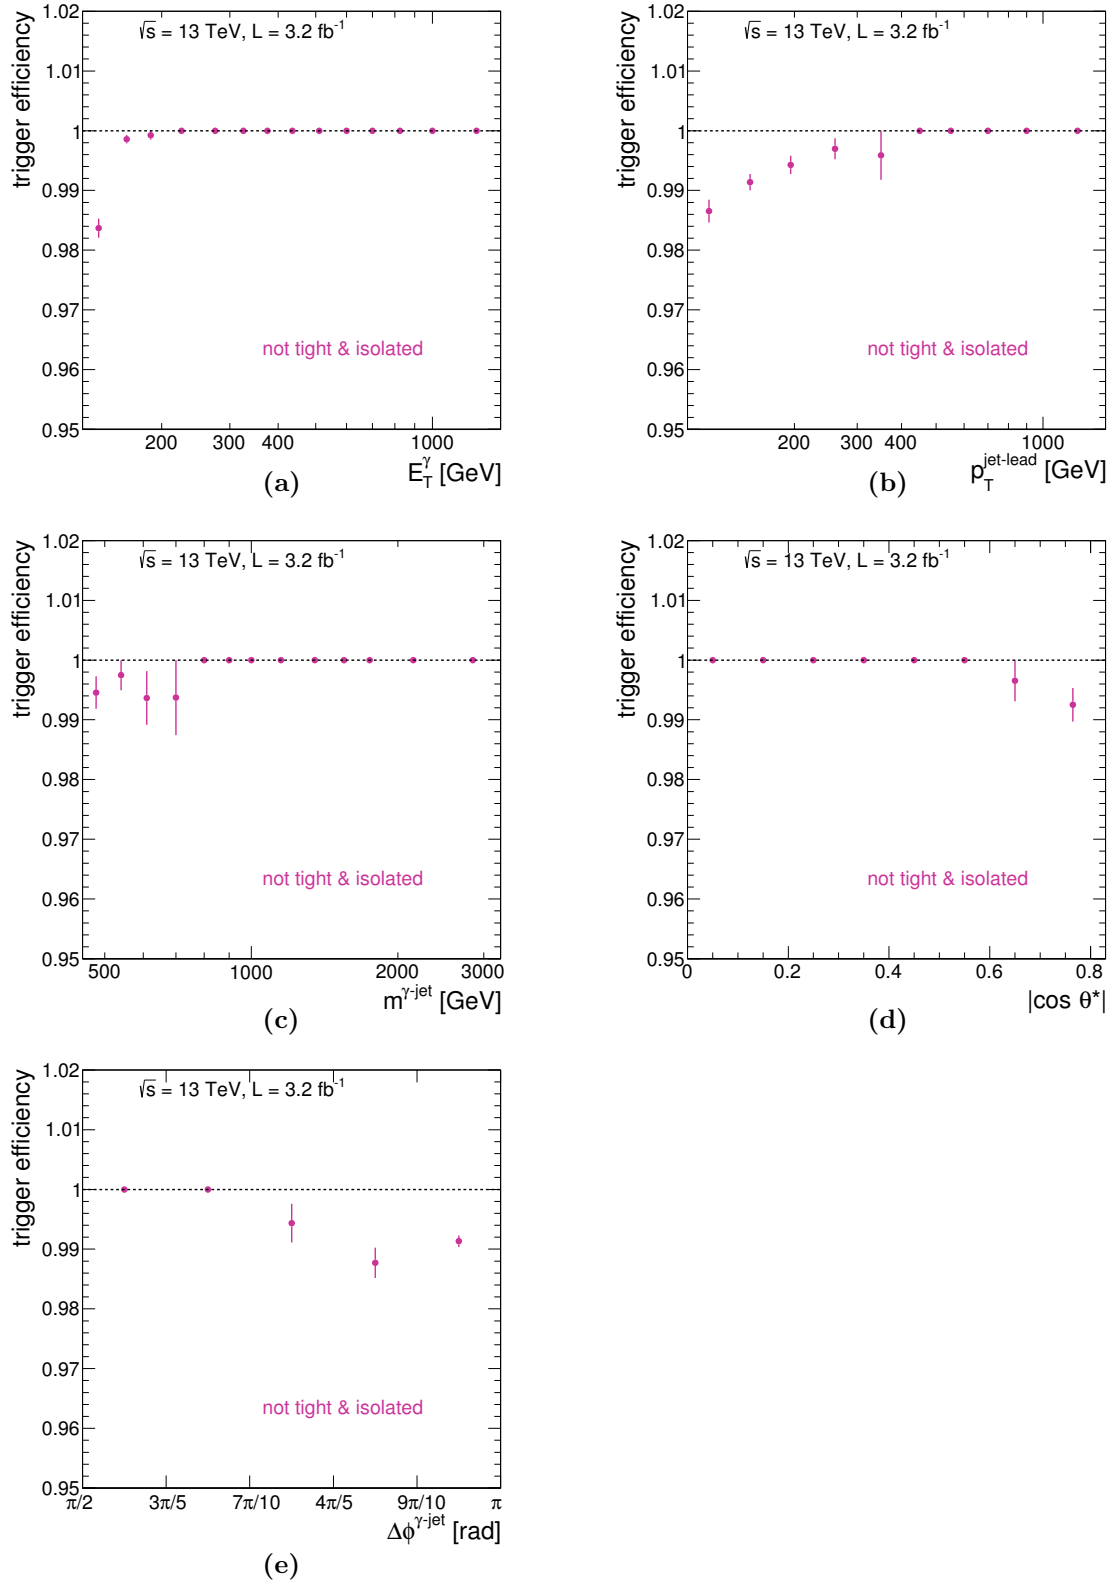 1.02
1.01
1
0.99
0.98
0.97
0.96
0.95
trigger efficiency
√s = 13 TeV, L = 3.2 fb⁻¹
not tight & isolated
200 300 400 1000
E_T^γ [GeV]
(a)
1.02
1.01
1
0.99
0.98
0.97
0.96
0.95
trigger efficiency
√s = 13 TeV, L = 3.2 fb⁻¹
not tight & isolated
200 300 400 1000
p_T^jet-lead [GeV]
(b)
1.02
1.01
1
0.99
0.98
0.97
0.96
0.95
trigger efficiency
√s = 13 TeV, L = 3.2 fb⁻¹
not tight & isolated
500 1000 2000 3000
m^γ-jet [GeV]
(c)
1.02
1.01
1
0.99
0.98
0.97
0.96
0.95
trigger efficiency
√s = 13 TeV, L = 3.2 fb⁻¹
not tight & isolated
0 0.2 0.4 0.6 0.8
|cos θ*|
(d)
1.02
1.01
1
0.99
0.98
0.97
0.96
0.95
trigger efficiency
√s = 13 TeV, L = 3.2 fb⁻¹
not tight & isolated
π/2 3π/5 7π/10 4π/5 9π/10 π
Δϕ^γ-jet [rad]
(e)